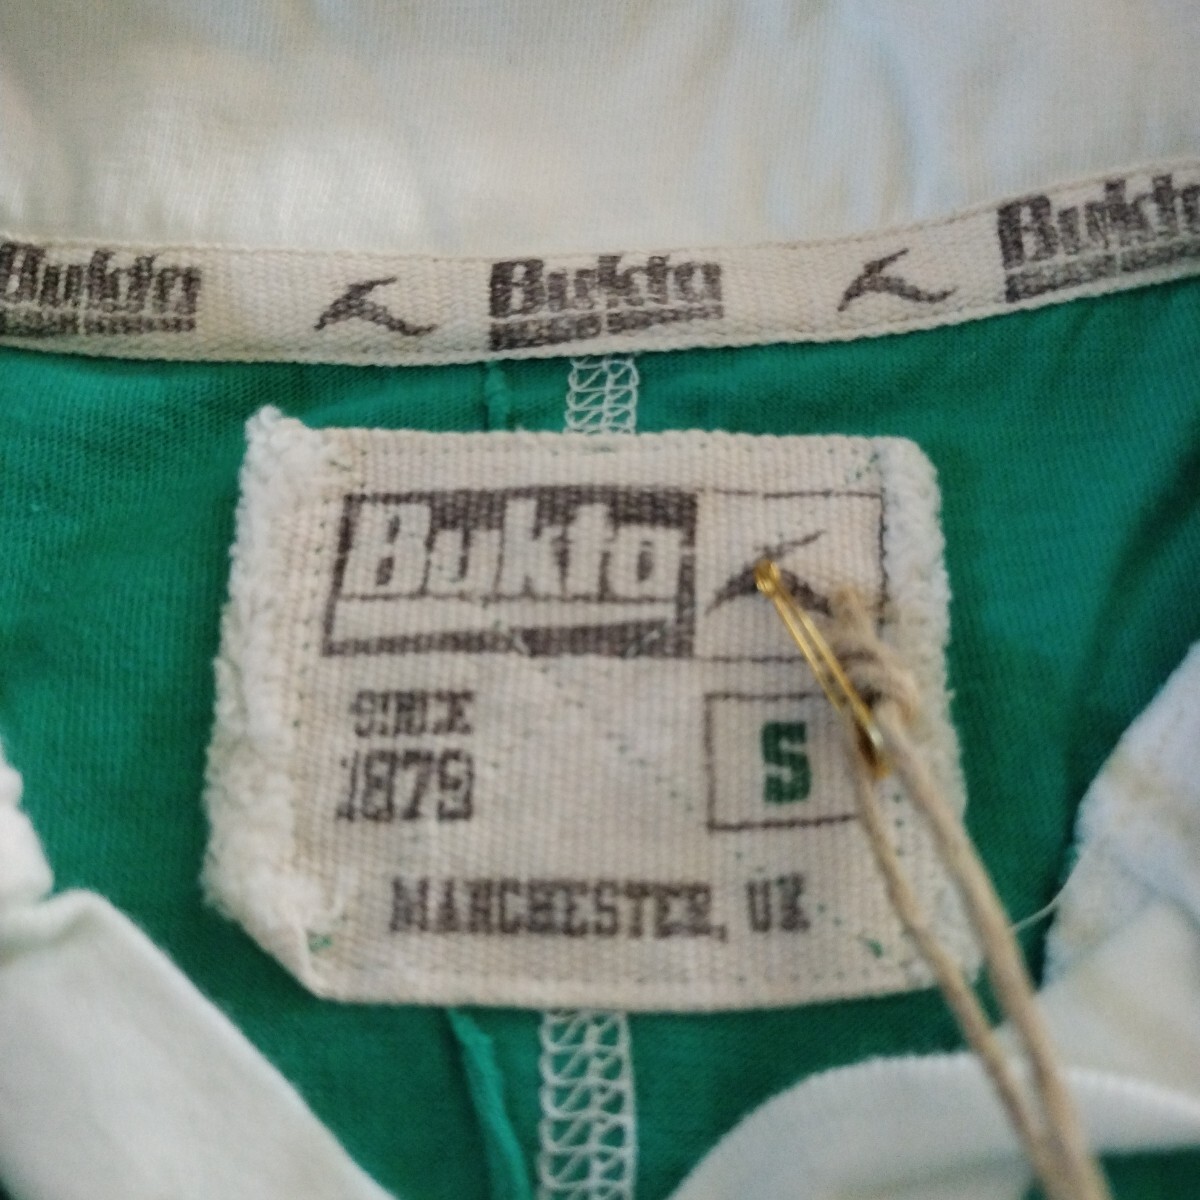 Bukta Bukta Bukta
Bukta
SINCE
1879
S
MANCHESTER, UK